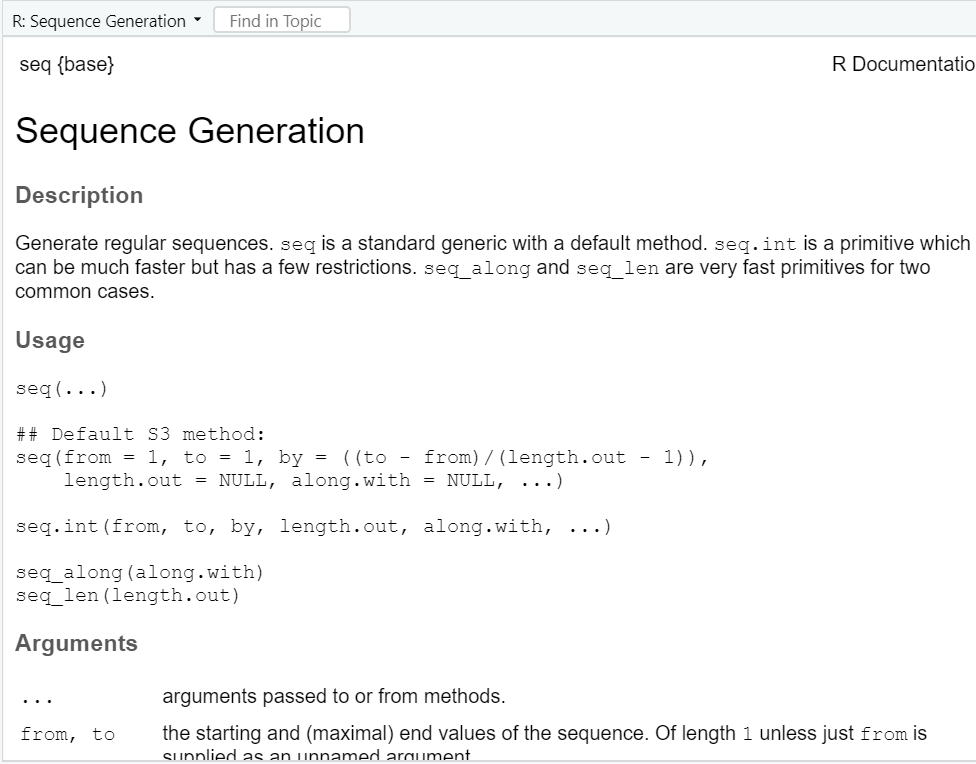 R: Sequence Generation
Find in Topic
seq {base}
R Documentatio
Sequence Generation
Description
Generate regular sequences. seq is a standard generic with a default method. seq.int is a primitive which
can be much faster but has a few restrictions. seq_along and seq_len are very fast primitives for two
common cases.
Usage
seq(...)
## Default S3 method:
seq(from = 1, to = 1, by = ((to - from)/(length.out - 1)),
    length.out = NULL, along.with = NULL, ...)
seq.int(from, to, by, length.out, along.with, ...)
seq_along(along.with)
seq_len(length.out)
Arguments
... arguments passed to or from methods.
from, to the starting and (maximal) end values of the sequence. Of length 1 unless just from is
supplied as an unnamed argument.